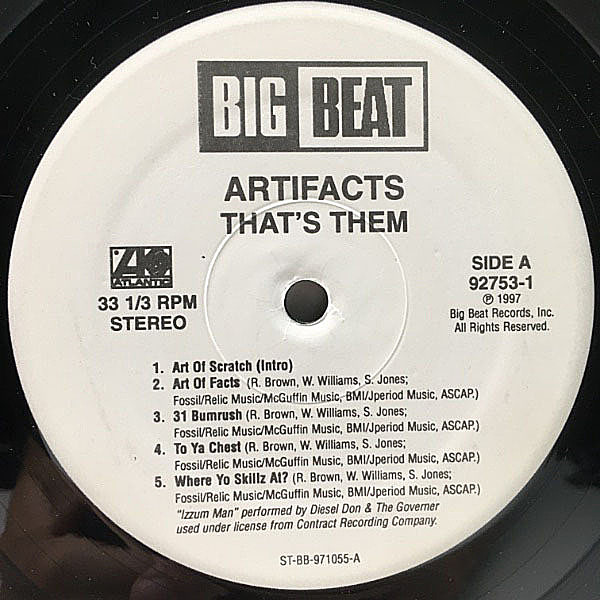 BIG BEAT
ARTIFACTS
THAT'S THEM
ATLANTIC
33 1/3 RPM
STEREO
SIDE A
92753-1
℗ 1997
Big Beat Records, Inc.
All Rights Reserved.
1. Art Of Scratch (Intro)
2. Art Of Facts (R. Brown, W. Williams, S. Jones;
Fossil/Relic Music/McGuffin Music, BMI/Jperiod Music, ASCAP.)
3. 31 Bumrush (R. Brown, W. Williams, S. Jones;
Fossil/Relic Music/McGuffin Music, BMI/Jperiod Music, ASCAP.)
4. To Ya Chest (R. Brown, W. Williams, S. Jones;
Fossil/Relic Music/McGuffin Music, BMI/Jperiod Music, ASCAP.)
5. Where Yo Skillz At? (R. Brown, W. Williams, S. Jones;
Fossil/Relic Music/McGuffin Music, BMI/Jperiod Music, ASCAP.)
"Izzum Man" performed by Diesel Don & The Governer
used under license from Contract Recording Company.
ST-BB-971055-A